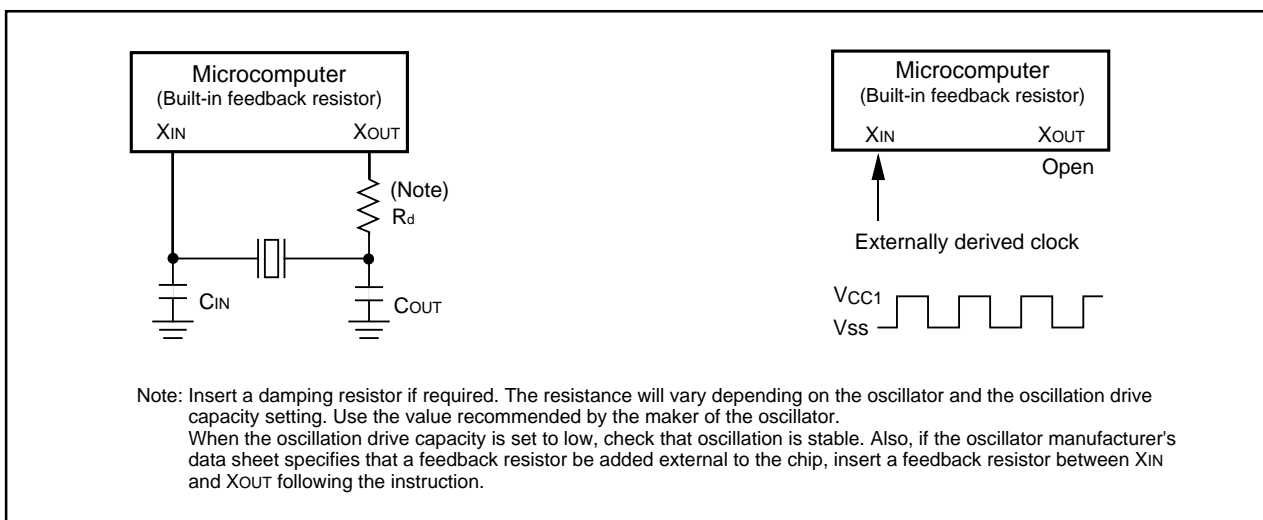 Microcomputer
(Built-in feedback resistor)
XIN XOUT
(Note)
Rd
CIN
COUT
Microcomputer
(Built-in feedback resistor)
XIN XOUT
Open
Externally derived clock
VCC1
Vss
Note: Insert a damping resistor if required. The resistance will vary depending on the oscillator and the oscillation drive
capacity setting. Use the value recommended by the maker of the oscillator.
When the oscillation drive capacity is set to low, check that oscillation is stable. Also, if the oscillator manufacturer's
data sheet specifies that a feedback resistor be added external to the chip, insert a feedback resistor between XIN
and XOUT following the instruction.